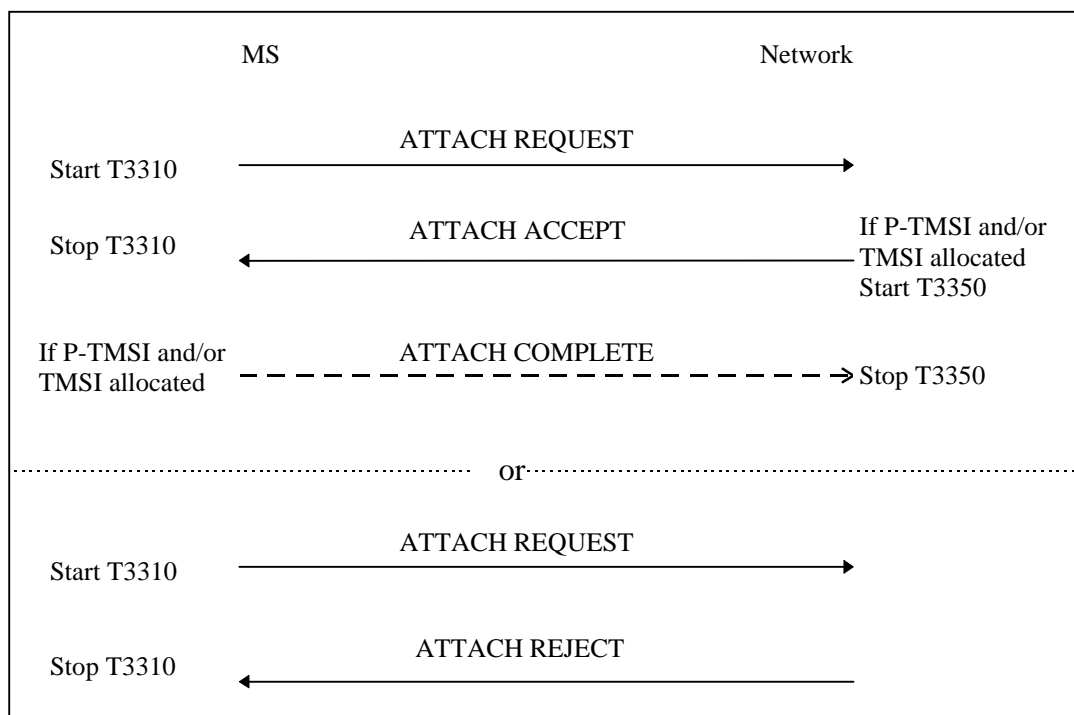 MS
Network
ATTACH REQUEST
Start T3310
ATTACH ACCEPT
Stop T3310
If P-TMSI and/or
TMSI allocated
Start T3350
If P-TMSI and/or
TMSI allocated
ATTACH COMPLETE
Stop T3350
or
ATTACH REQUEST
Start T3310
ATTACH REJECT
Stop T3310